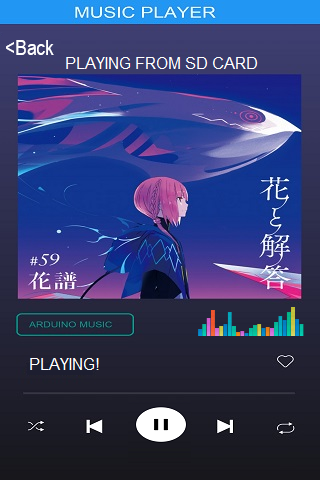 MUSIC PLAYER
<Back
PLAYING FROM SD CARD
花と解答
#59
花譜
ARDUINO MUSIC
PLAYING!